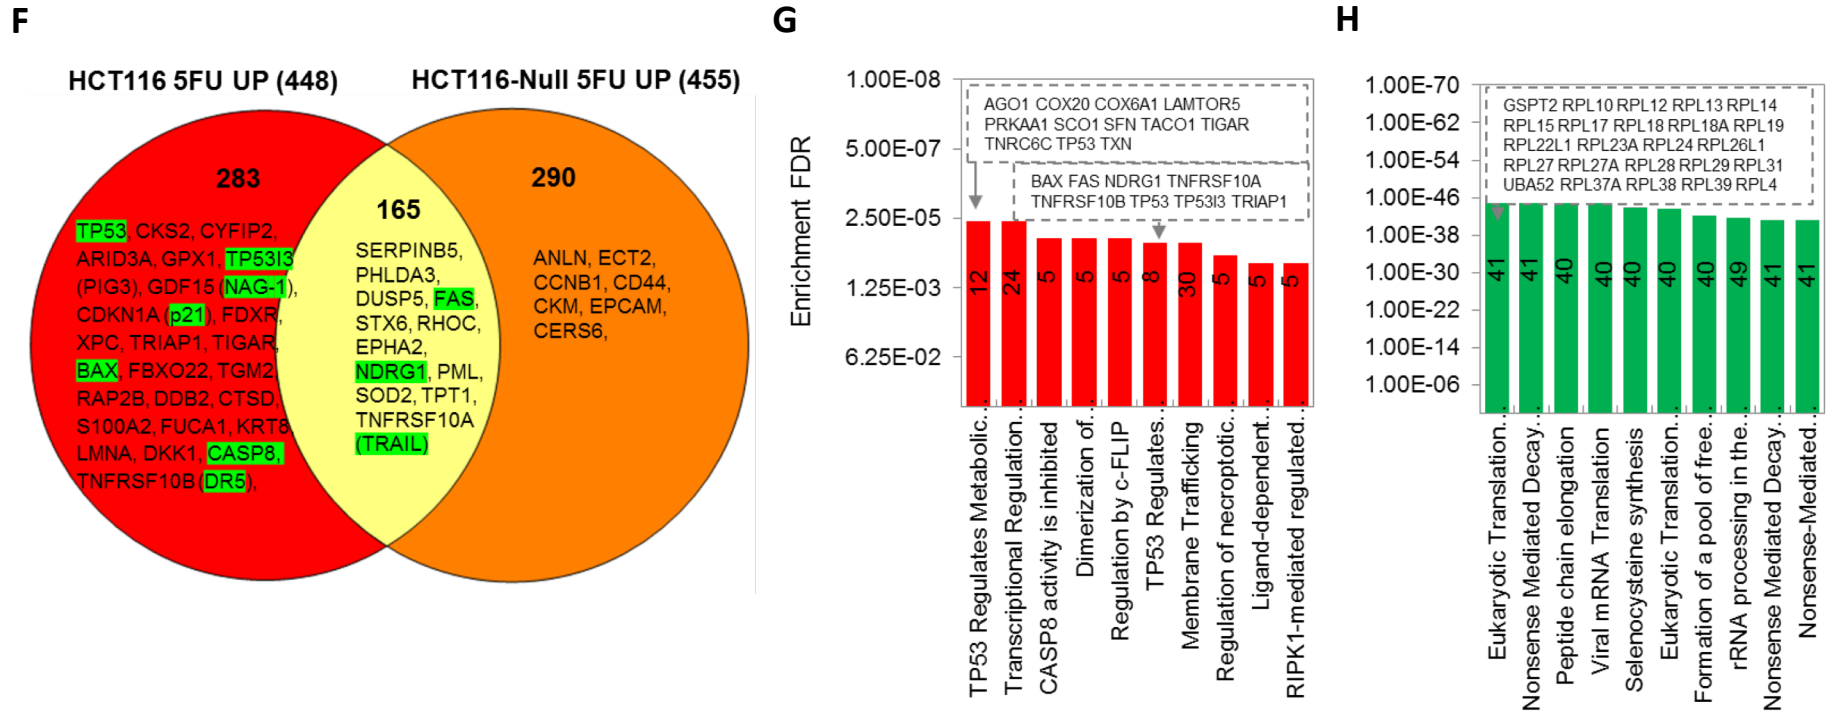 F
HCT116 5FU UP (448)
HCT116-Null 5FU UP (455)
283
165
290
TP53, CKS2, CYFIP2,
ARID3A, GPX1, TP53I3
(PIG3), GDF15 (NAG-1),
CDKN1A (p21), FDXR,
XPC, TRIAP1, TIGAR,
BAX, FBXO22, TGM2,
RAP2B, DDB2, CTSD,
S100A2, FUCA1, KRT8
LMNA, DKK1, CASP8,
TNFRSF10B (DR5),
SERPINB5,
PHLDA3,
DUSP5, FAS,
STX6, RHOC,
EPHA2,
NDRG1, PML,
SOD2, TPT1,
TNFRSF10A
(TRAIL)
ANLN, ECT2,
CCNB1, CD44,
CKM, EPCAM,
CERS6,
G
Enrichment FDR
1.00E-08
5.00E-07
2.50E-05
1.25E-03
6.25E-02
AGO1 COX20 COX6A1 LAMTOR5
PRKAA1 SCO1 SFN TACO1 TIGAR
TNRC6C TP53 TXN
BAX FAS NDRG1 TNFRSF10A
TNFRSF10B TP53 TP53I3 TRIAP1
12
24
5
5
5
8
30
5
5
5
TP53 Regulates Metabolic...
Transcriptional Regulation...
CASP8 activity is inhibited
Dimerization of...
Regulation by c-FLIP
TP53 Regulates...
Membrane Trafficking
Regulation of necroptotic...
Ligand-dependent...
RIPK1-mediated regulated...
H
1.00E-70
1.00E-62
1.00E-54
1.00E-46
1.00E-38
1.00E-30
1.00E-22
1.00E-14
1.00E-06
GSPT2 RPL10 RPL12 RPL13 RPL14
RPL15 RPL17 RPL18 RPL18A RPL19
RPL22L1 RPL23A RPL24 RPL26L1
RPL27 RPL27A RPL28 RPL29 RPL31
UBA52 RPL37A RPL38 RPL39 RPL4
41
41
40
40
40
40
40
49
41
41
Eukaryotic Translation...
Nonsense Mediated Decay...
Peptide chain elongation
Viral mRNA Translation
Selenocysteine synthesis
Eukaryotic Translation...
Formation of a pool of free...
rRNA processing in the...
Nonsense Mediated Decay...
Nonsense-Mediated...